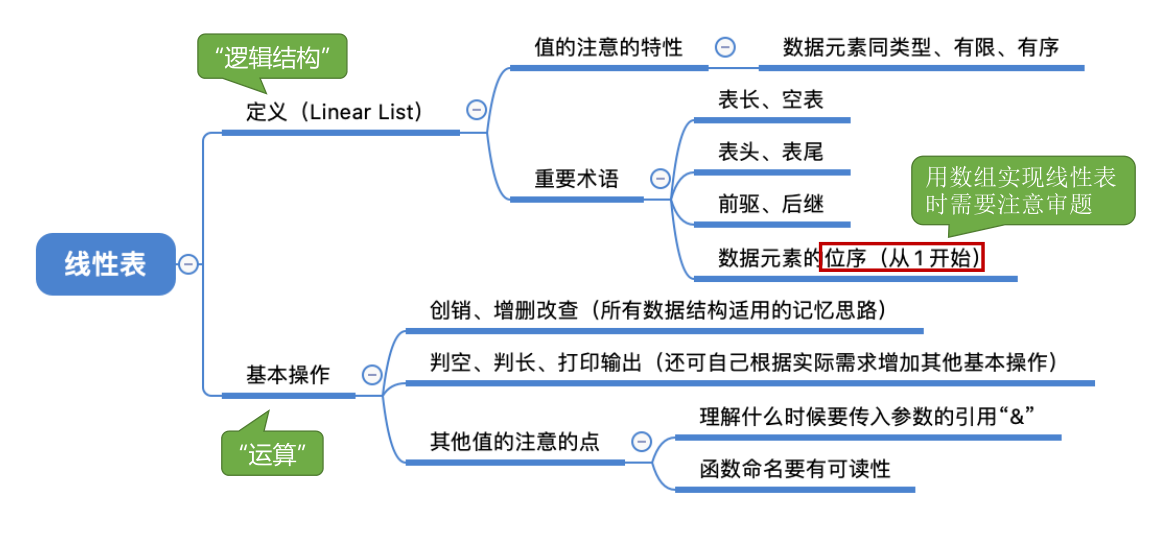 “逻辑结构”
值的注意的特性
数据元素同类型、有限、有序
定义（Linear List）
表长、空表
表头、表尾
重要术语
前驱、后继
用数组实现线性表
时需要注意审题
数据元素的位序（从1开始）
线性表
创销、增删改查（所有数据结构适用的记忆思路）
基本操作
判空、判长、打印输出（还可自己根据实际需求增加其他基本操作）
“运算”
其他值的注意的点
理解什么时候要传入参数的引用“&”
函数命名要有可读性